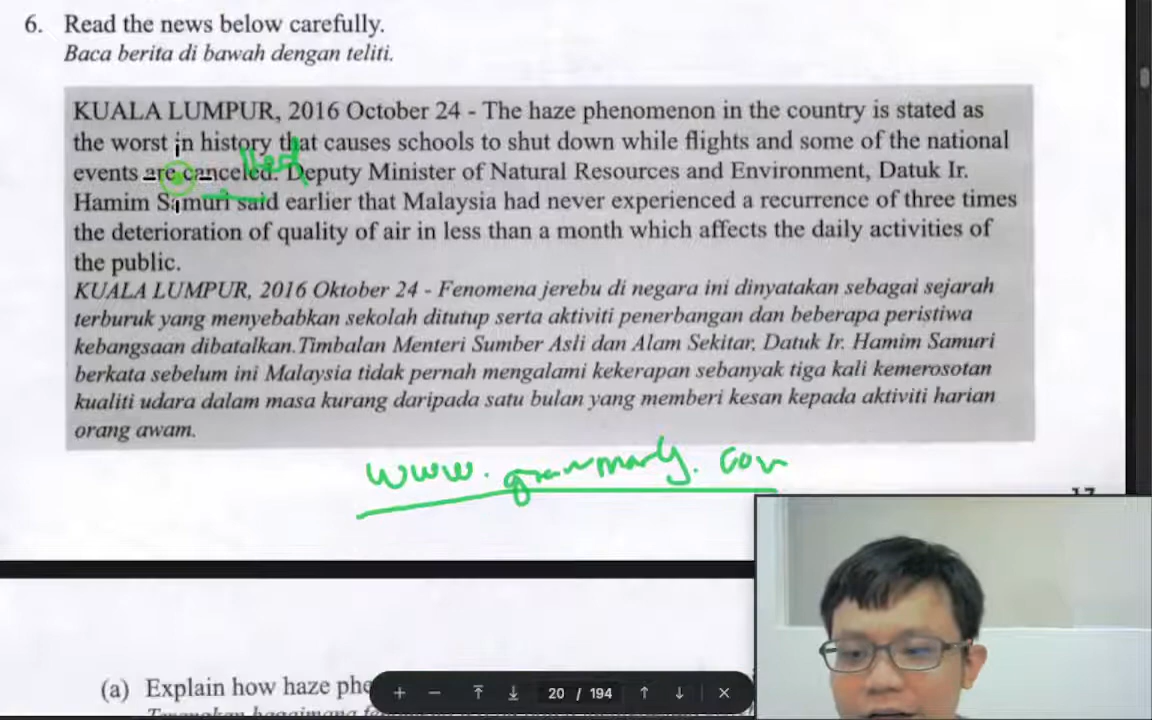 6. Read the news below carefully.
Baca berita di bawah dengan teliti.
KUALA LUMPUR, 2016 October 24 - The haze phenomenon in the country is stated as
the worst in history that causes schools to shut down while flights and some of the national
lled
events are canceled. Deputy Minister of Natural Resources and Environment, Datuk Ir.
Hamim Samuri said earlier that Malaysia had never experienced a recurrence of three times
the deterioration of quality of air in less than a month which affects the daily activities of
the public.
KUALA LUMPUR, 2016 Oktober 24 - Fenomena jerebu di negara ini dinyatakan sebagai sejarah
terburuk yang menyebabkan sekolah ditutup serta aktiviti penerbangan dan beberapa peristiwa
kebangsaan dibatalkan.Timbalan Menteri Sumber Asli dan Alam Sekitar, Datuk Ir. Hamim Samuri
berkata sebelum ini Malaysia tidak pernah mengalami kekerapan sebanyak tiga kali kemerosotan
kualiti udara dalam masa kurang daripada satu bulan yang memberi kesan kepada aktiviti harian
orang awam.
www.grammarly.com
17
(a) Explain how haze
20 / 194